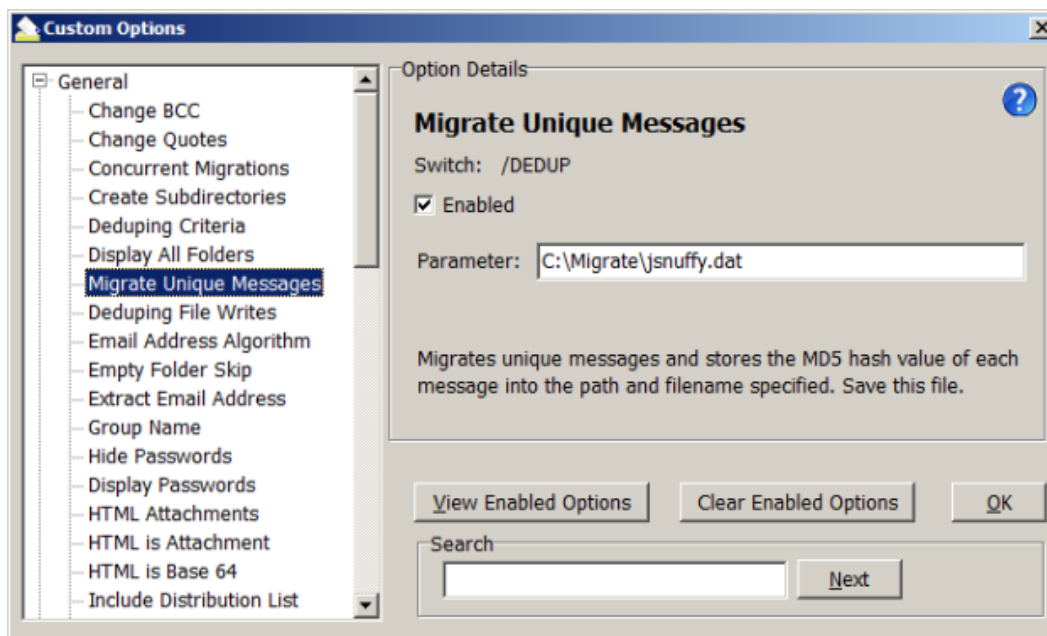 Custom Options
General
Change BCC
Change Quotes
Concurrent Migrations
Create Subdirectories
Deduping Criteria
Display All Folders
Migrate Unique Messages
Deduping File Writes
Email Address Algorithm
Empty Folder Skip
Extract Email Address
Group Name
Hide Passwords
Display Passwords
HTML Attachments
HTML is Attachment
HTML is Base 64
Include Distribution List
Option Details
?
Migrate Unique Messages
Switch: /DEDUP
Enabled
Parameter: C:\Migrate\jsnuffy.dat
Migrates unique messages and stores the MD5 hash value of each
message into the path and filename specified. Save this file.
View Enabled Options Clear Enabled Options OK
Search
Next